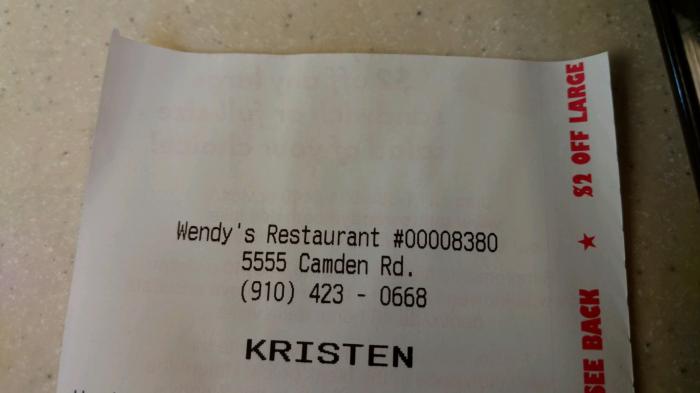 Wendy's Restaurant #00008380
5555 Camden Rd.
(910) 423 - 0668
KRISTEN
SEE BACK ★ $2 OFF LARGE